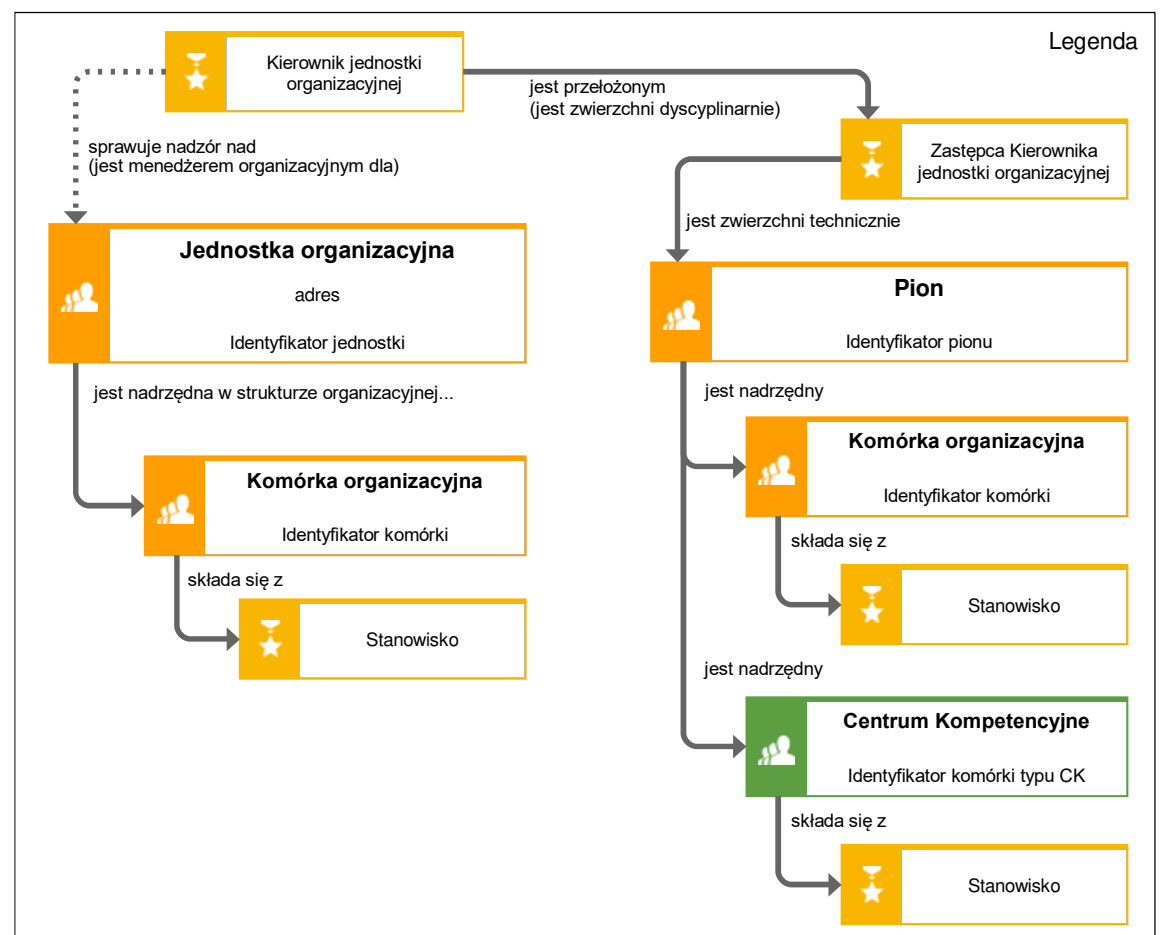 Legenda
Kierownik jednostki
organizacyjnej
jest przełożonym
(jest zwierzchni dyscyplinarnie)
sprawuje nadzór nad
(jest menedżerem organizacyjnym dla)
Zastępca Kierownika
jednostki organizacyjnej
jest zwierzchni technicznie
Jednostka organizacyjna
adres
Identyfikator jednostki
jest nadrzędna w strukturze organizacyjnej...
Komórka organizacyjna
Identyfikator komórki
składa się z
Stanowisko
Pion
Identyfikator pionu
jest nadrzędny
Komórka organizacyjna
Identyfikator komórki
składa się z
Stanowisko
jest nadrzędny
Centrum Kompetencyjne
Identyfikator komórki typu CK
składa się z
Stanowisko